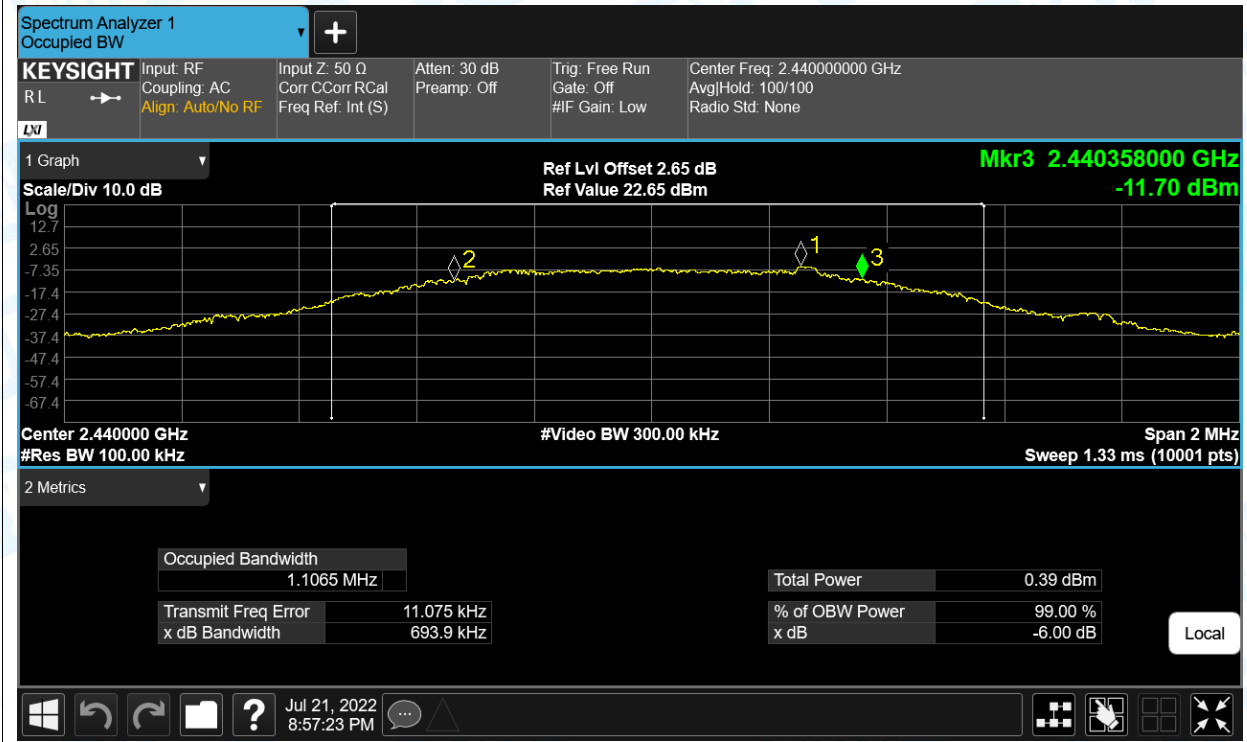 Spectrum Analyzer 1
Occupied BW
KEYSIGHT
R L
LXI
Input: RF
Coupling: AC
Align: Auto/No RF
Input Z: 50 Ω
Corr CCorr RCal
Freq Ref: Int (S)
Atten: 30 dB
Preamp: Off
Trig: Free Run
Gate: Off
#IF Gain: Low
Center Freq: 2.440000000 GHz
Avg|Hold: 100/100
Radio Std: None
1 Graph
Scale/Div 10.0 dB
Ref Lvl Offset 2.65 dB
Ref Value 22.65 dBm
Mkr3 2.440358000 GHz
-11.70 dBm
Log
12.7
2.65
-7.35
-17.4
-27.4
-37.4
-47.4
-57.4
-67.4
2
1
3
Center 2.440000 GHz
#Video BW 300.00 kHz
Span 2 MHz
#Res BW 100.00 kHz
Sweep 1.33 ms (10001 pts)
2 Metrics
Occupied Bandwidth
1.1065 MHz
Total Power 0.39 dBm
Transmit Freq Error 11.075 kHz
% of OBW Power 99.00 %
x dB Bandwidth 693.9 kHz
x dB -6.00 dB
Local
?
Jul 21, 2022
8:57:23 PM